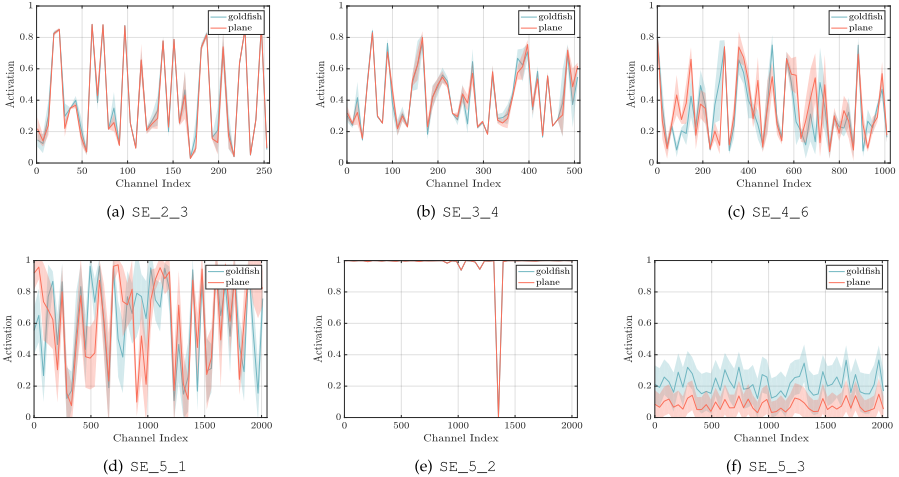 1
0.8
0.6
0.4
0.2
0
Activation
0 50 100 150 200 250
Channel Index
goldfish
plane
(a) SE_2_3
1
0.8
0.6
0.4
0.2
0
Activation
0 100 200 300 400 500
Channel Index
goldfish
plane
(b) SE_3_4
1
0.8
0.6
0.4
0.2
0
Activation
0 200 400 600 800 1000
Channel Index
goldfish
plane
(c) SE_4_6
1
0.8
0.6
0.4
0.2
0
Activation
0 500 1000 1500 2000
Channel Index
goldfish
plane
(d) SE_5_1
1
0.8
0.6
0.4
0.2
0
Activation
0 500 1000 1500 2000
Channel Index
goldfish
plane
(e) SE_5_2
1
0.8
0.6
0.4
0.2
0
Activation
0 500 1000 1500 2000
Channel Index
goldfish
plane
(f) SE_5_3